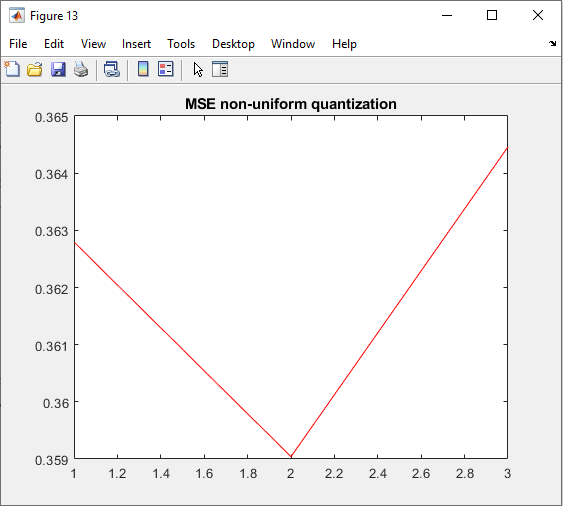 Figure 13
File Edit View Insert Tools Desktop Window Help
MSE non-uniform quantization
0.365
0.364
0.363
0.362
0.361
0.36
0.359
1 1.2 1.4 1.6 1.8 2 2.2 2.4 2.6 2.8 3